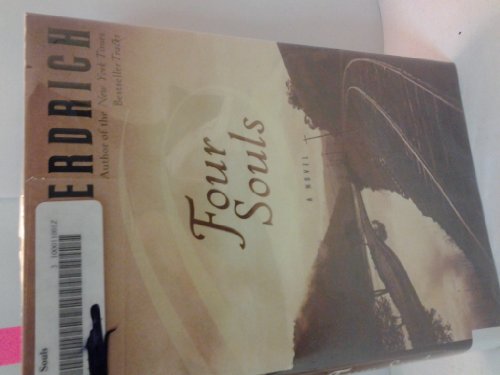 ERDRICH
Author of the New York Times
Bestseller Tracks
Four
Souls
A NOVEL
Souls